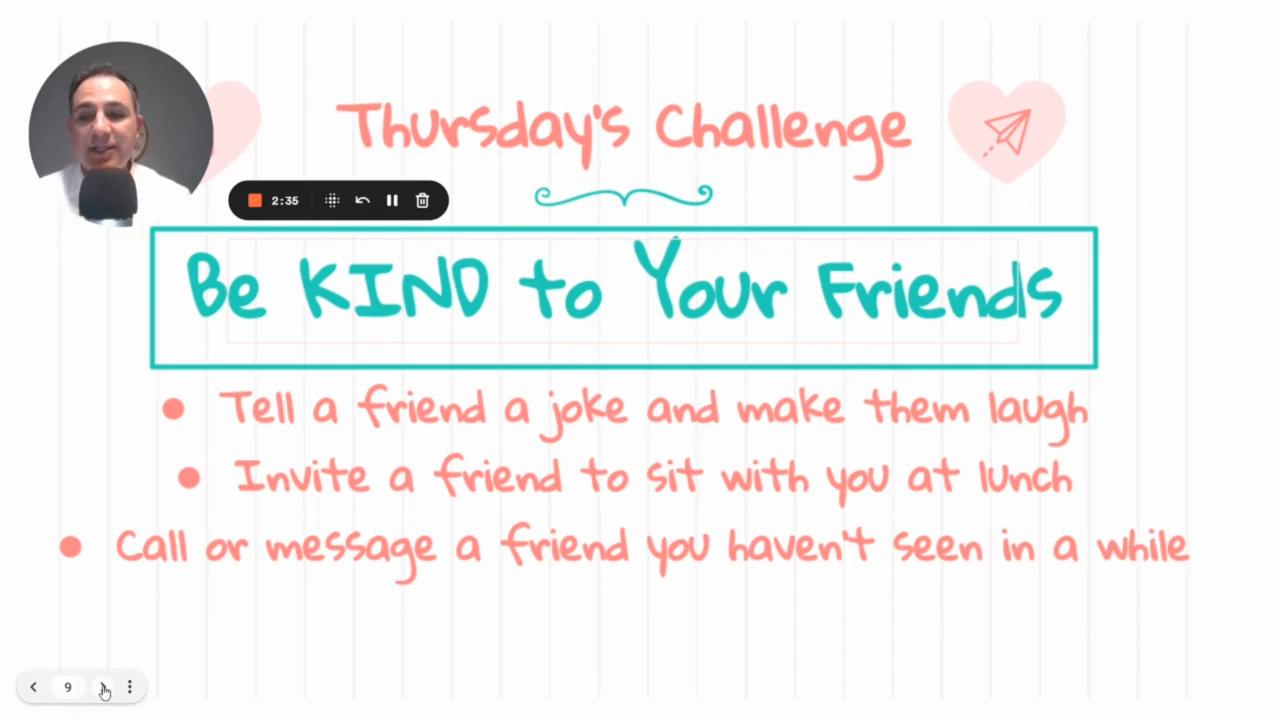 Thursday's Challenge
2:35
Be KIND to Your Friends
• Tell a friend a joke and make them laugh
• Invite a friend to sit with you at lunch
• Call or message a friend you haven't seen in a while
9